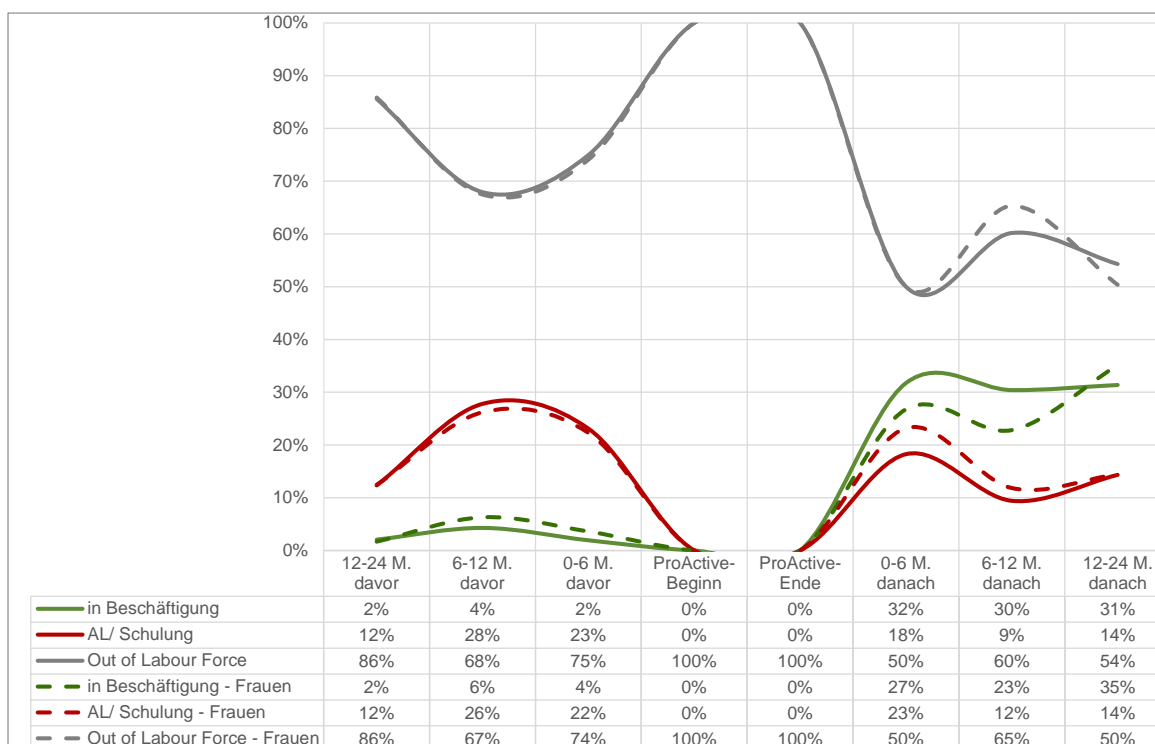 100%
90%
80%
70%
60%
50%
40%
30%
20%
10%
0%
12-24 M. davor 6-12 M. davor 0-6 M. davor ProActive-Beginn ProActive-Ende 0-6 M. danach 6-12 M. danach 12-24 M. danach
in Beschäftigung 2% 4% 2% 0% 0% 32% 30% 31%
AL/ Schulung 12% 28% 23% 0% 0% 18% 9% 14%
Out of Labour Force 86% 68% 75% 100% 100% 50% 60% 54%
in Beschäftigung - Frauen 2% 6% 4% 0% 0% 27% 23% 35%
AL/ Schulung - Frauen 12% 26% 22% 0% 0% 23% 12% 14%
Out of Labour Force - Frauen 86% 67% 74% 100% 100% 50% 65% 50%